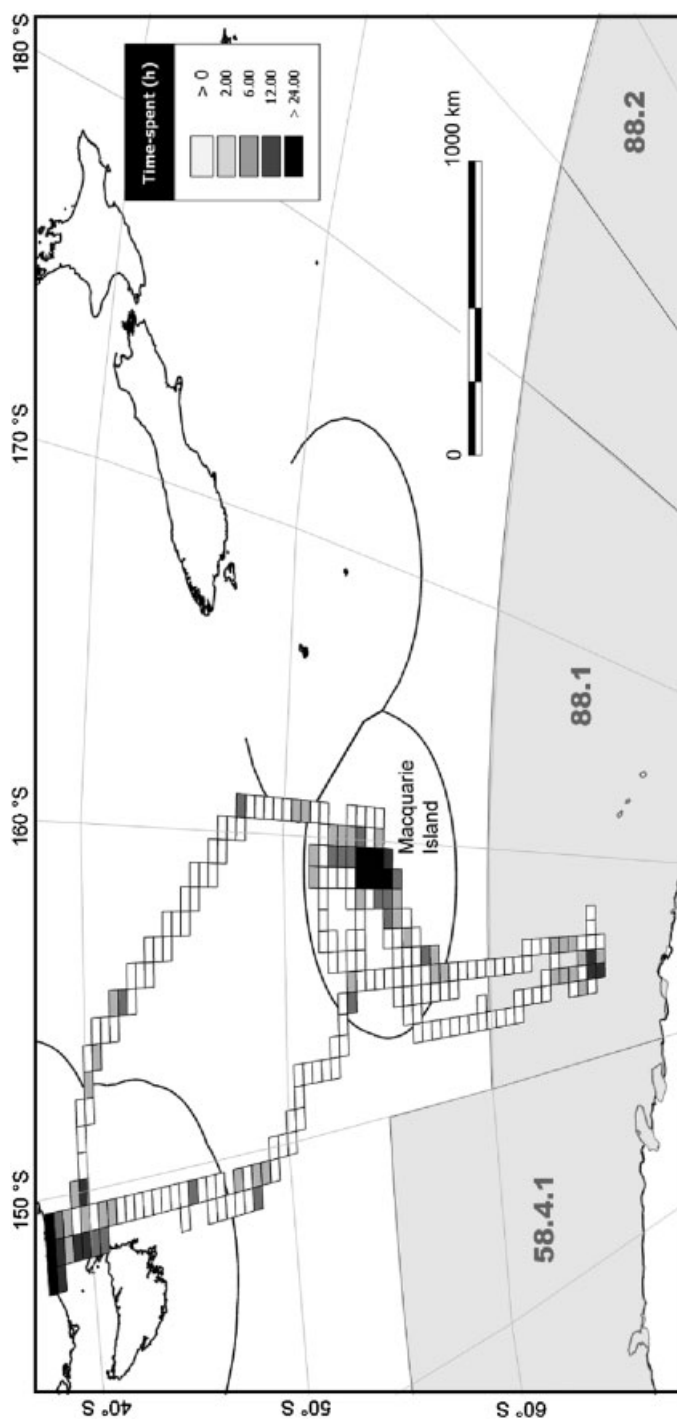 150 °S
160 °S
170 °S
180 °S
Time-spent (h)
> 0
2.00
6.00
12.00
> 24.00
40 °S
50 °S
60 °S
Macquarie
Island
0
1000 km
58.4.1
88.1
88.2